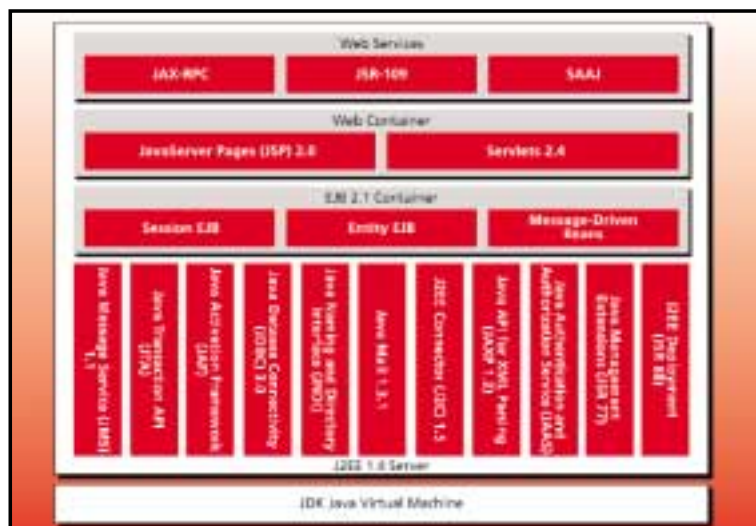 Web Services
JAX-RPC
JSR-109
SAAJ
Web Container
JavaServer Pages (JSP) 2.0
Servlets 2.4
EJB 2.1 Container
Session EJB
Entity EJB
Message-Driven
Beans
Java Message Service (JMS)
1.1
Java Transaction API
(JTA)
Java Activation Framework
(JAF)
Java Database Connectivity
(JDBC) 3.0
Java Naming and Directory
Interface (JNDI)
Java Mail 1.3.1
J2EE Connector (JCA) 1.5
Java API for XML Parsing
(JAXP 1.2)
Java Authentication and
Authorization Service (JAAS)
Java Management
Extensions (JSR 77)
J2EE Deployment
(JSR 88)
J2EE 1.4 Server
JDK Java Virtual Machine